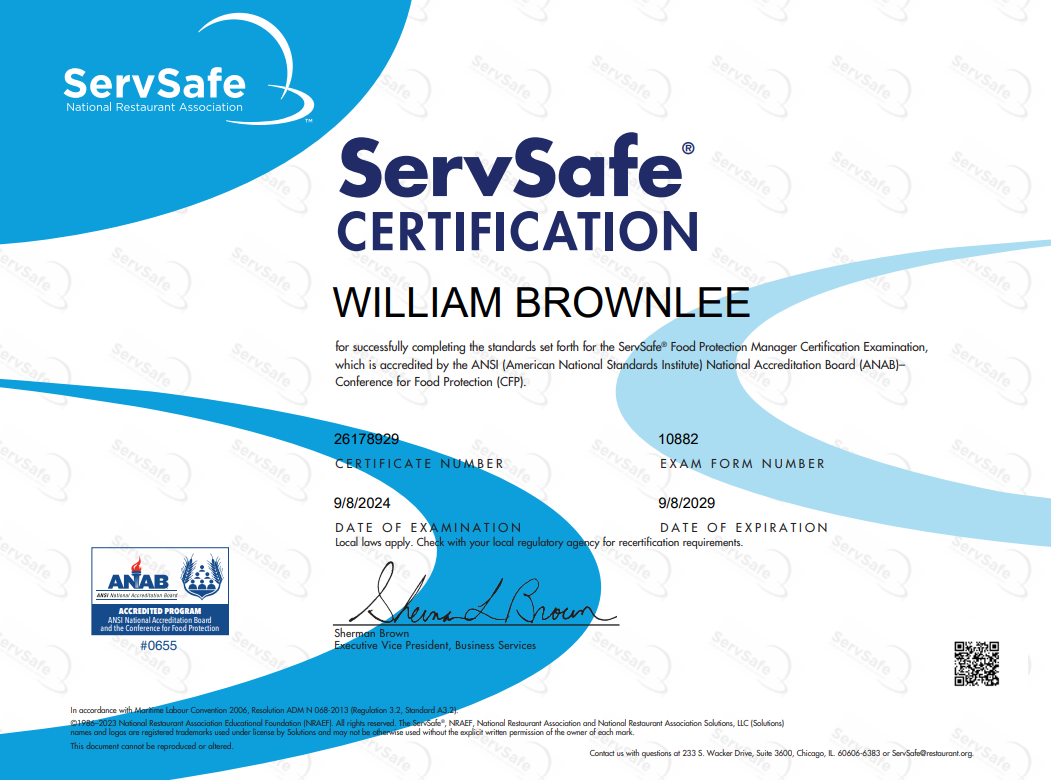 ServSafe
National Restaurant Association
™
ServSafe®
CERTIFICATION
WILLIAM BROWNLEE
for successfully completing the standards set forth for the ServSafe® Food Protection Manager Certification Examination,
which is accredited by the ANSI (American National Standards Institute) National Accreditation Board (ANAB)–
Conference for Food Protection (CFP).
26178929
CERTIFICATE NUMBER
10882
EXAM FORM NUMBER
9/8/2024
DATE OF EXAMINATION
9/8/2029
DATE OF EXPIRATION
Local laws apply. Check with your local regulatory agency for recertification requirements.
ANAB
ANSI National Accreditation Board
ACCREDITED PROGRAM
ANSI National Accreditation Board
and the Conference for Food Protection
#0655
Sherman L Brown
Sherman Brown
Executive Vice President, Business Services
In accordance with Maritime Labour Convention 2006, Resolution ADM N 068-2013 (Regulation 3.2, Standard A3.2).
©1986–2023 National Restaurant Association Educational Foundation (NRAEF). All rights reserved. The ServSafe®, NRAEF, National Restaurant Association and National Restaurant Association Solutions, LLC (Solutions)
names and logos are registered trademarks used under license by Solutions and may not be otherwise used without the explicit written permission of the owner of each mark.
This document cannot be reproduced or altered.
Contact us with questions at 233 S. Wacker Drive, Suite 3600, Chicago, IL. 60606-6383 or ServSafe@restaurant.org.